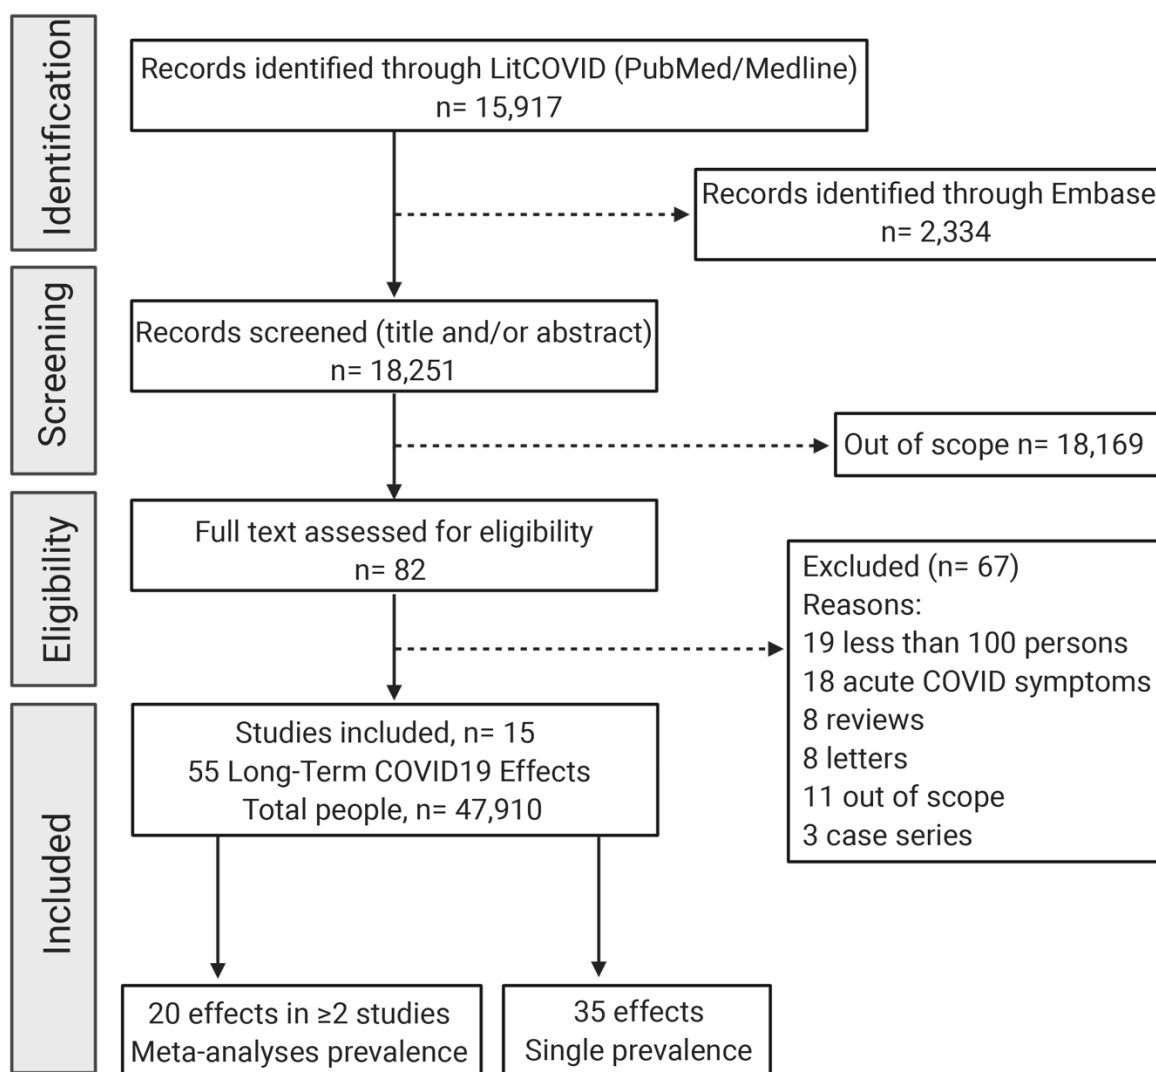 Identification
Records identified through LitCOVID (PubMed/Medline)
n= 15,917
Records identified through Embase
n= 2,334
Screening
Records screened (title and/or abstract)
n= 18,251
Out of scope n= 18,169
Eligibility
Full text assessed for eligibility
n= 82
Excluded (n= 67)
Reasons:
19 less than 100 persons
18 acute COVID symptoms
8 reviews
8 letters
11 out of scope
3 case series
Included
Studies included, n= 15
55 Long-Term COVID19 Effects
Total people, n= 47,910
20 effects in ≥2 studies
Meta-analyses prevalence
35 effects
Single prevalence